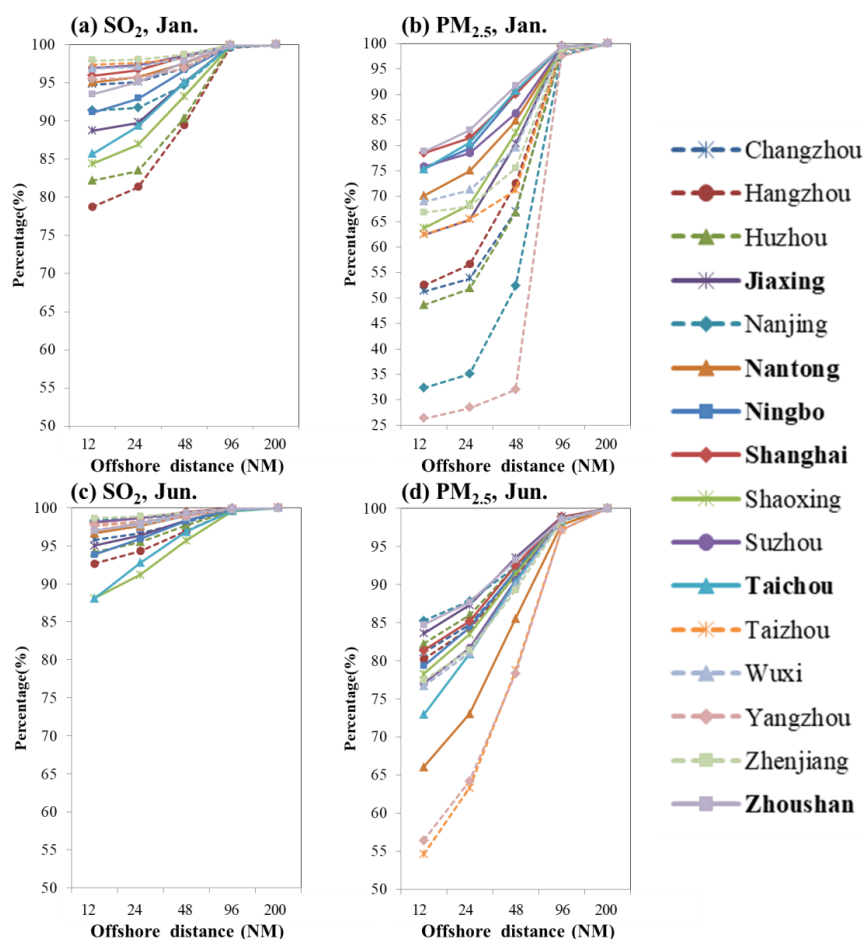 (a) SO2, Jan.
100
95
90
85
80
75
70
65
60
55
50
Percentage(%)
12 24 48 96 200
Offshore distance (NM)
(b) PM2.5, Jan.
100
95
90
85
80
75
70
65
60
55
50
45
40
35
30
25
Percentage(%)
12 24 48 96 200
Offshore distance (NM)
(c) SO2, Jun.
100
95
90
85
80
75
70
65
60
55
50
Percentage(%)
12 24 48 96 200
Offshore distance (NM)
(d) PM2.5, Jun.
100
95
90
85
80
75
70
65
60
55
50
Percentage(%)
12 24 48 96 200
Offshore distance (NM)
Changzhou
Hangzhou
Huzhou
Jiaxing
Nanjing
Nantong
Ningbo
Shanghai
Shaoxing
Suzhou
Taichou
Taizhou
Wuxi
Yangzhou
Zhenjiang
Zhoushan